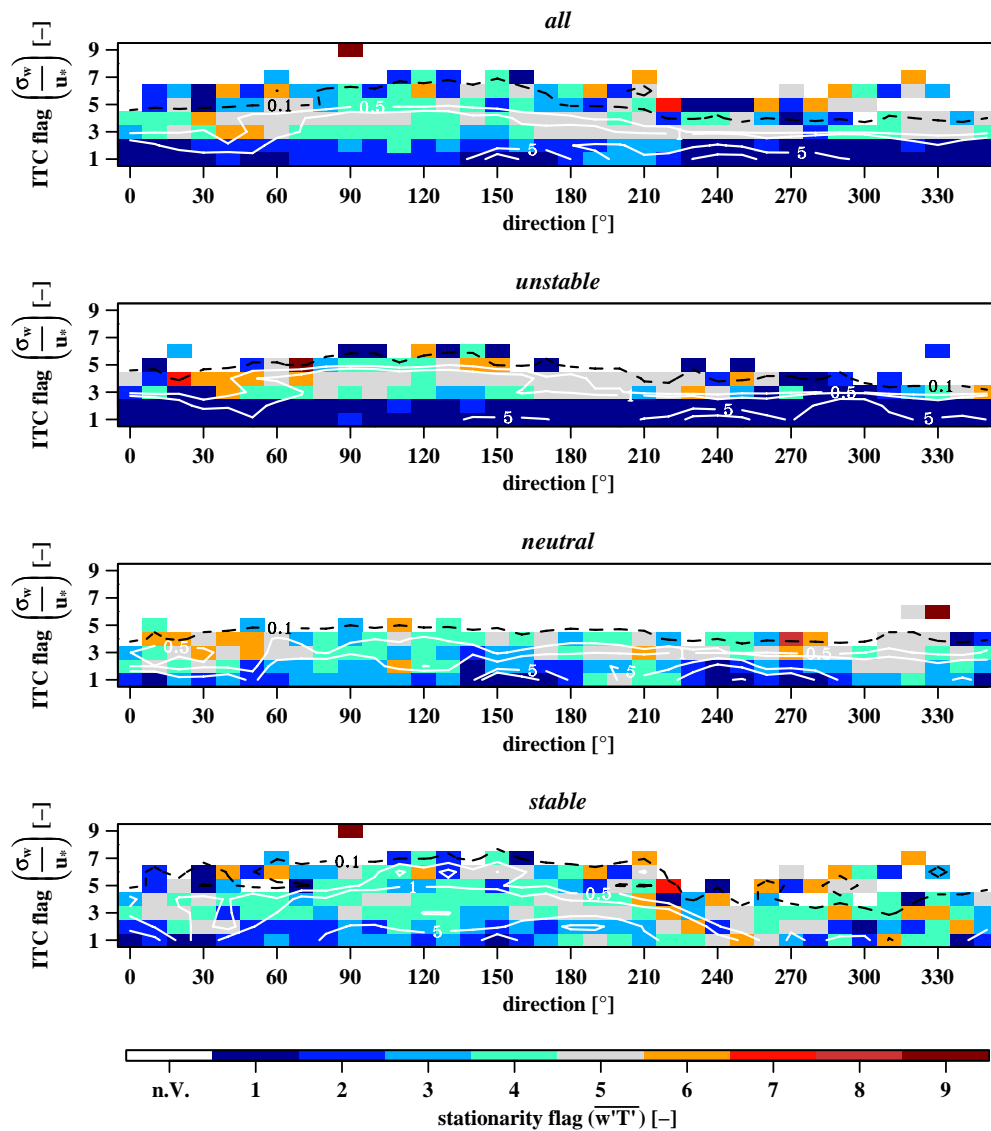 all
ITC flag (σw/u*) [−]
9
7
5
3
1
0.1
0.5
5
5
0 30 60 90 120 150 180 210 240 270 300 330
direction [°]
unstable
ITC flag (σw/u*) [−]
9
7
5
3
1
0.1
0.5
1
5
5
5
0 30 60 90 120 150 180 210 240 270 300 330
direction [°]
neutral
ITC flag (σw/u*) [−]
9
7
5
3
1
0.1
0.5
0.5
5
5
0 30 60 90 120 150 180 210 240 270 300 330
direction [°]
stable
ITC flag (σw/u*) [−]
9
7
5
3
1
0.1
1
0.5
5
0 30 60 90 120 150 180 210 240 270 300 330
direction [°]
n.V. 1 2 3 4 5 6 7 8 9
stationarity flag (w'T') [−]